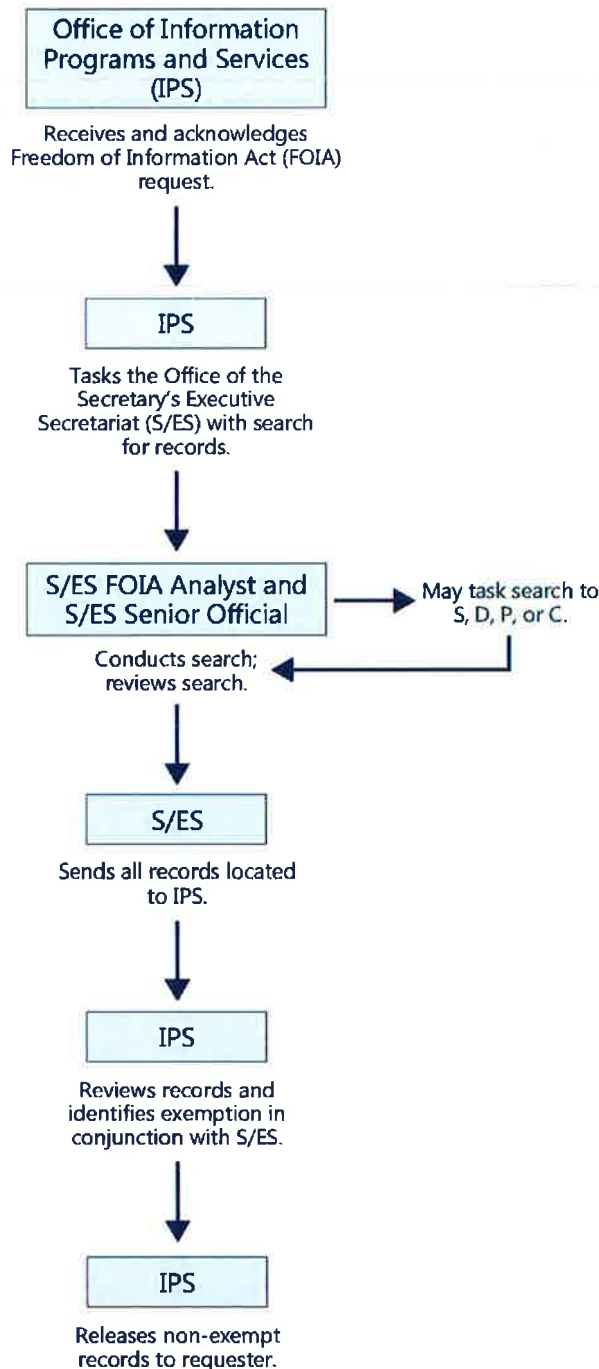 Office of Information
Programs and Services
(IPS)
Receives and acknowledges
Freedom of Information Act (FOIA)
request.
IPS
Tasks the Office of the
Secretary's Executive
Secretariat (S/ES) with search
for records.
S/ES FOIA Analyst and
S/ES Senior Official
May task search to
S, D, P, or C.
Conducts search;
reviews search.
S/ES
Sends all records located
to IPS.
IPS
Reviews records and
identifies exemption in
conjunction with S/ES.
IPS
Releases non-exempt
records to requester.